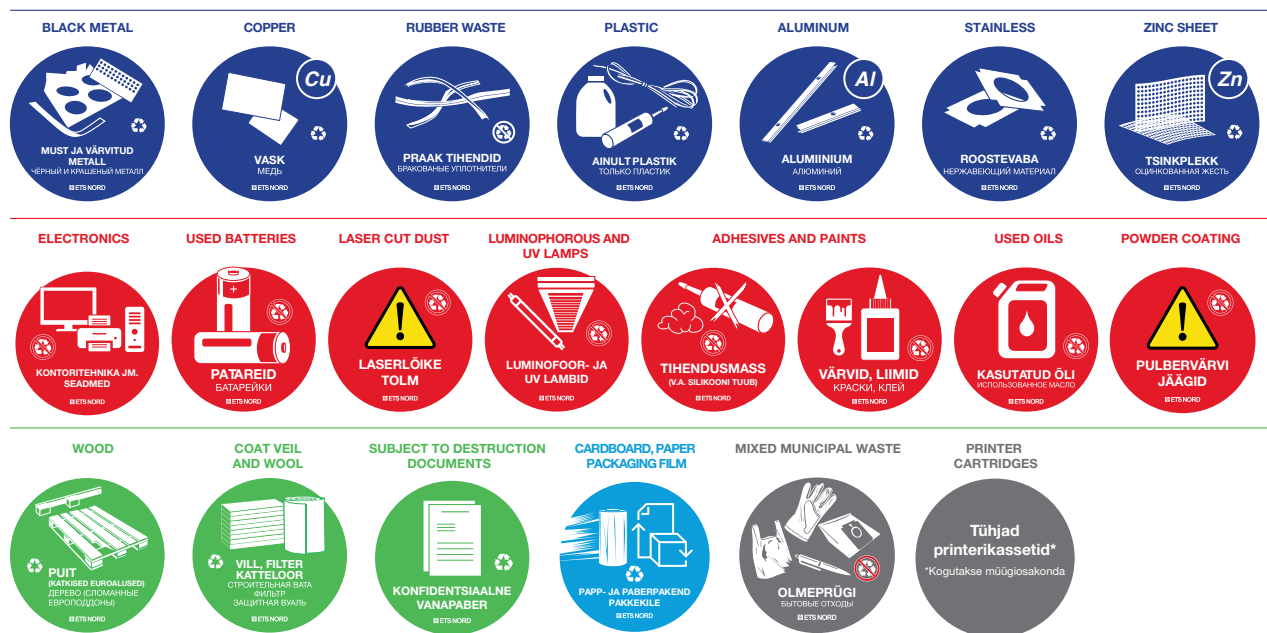 BLACK METAL
COPPER
RUBBER WASTE
PLASTIC
ALUMINUM
STAINLESS
ZINC SHEET
MUST JA VÄRVITUD
METALL
ЧЁРНЫЙ И КРАШЕНЫЙ МЕТАЛЛ
ETS NORD
Cu
VASK
МЕДЬ
ETS NORD
PRAAK TIHENDID
БРАКОВАНЫЕ УПЛОТНИТЕЛИ
ETS NORD
AINULT PLASTIK
ТОЛЬКО ПЛАСТИК
ETS NORD
Al
ALUMIINIUM
АЛЮМИНИЙ
ETS NORD
ROOSTEVABA
НЕРЖАВЕЮЩИЙ МАТЕРИАЛ
ETS NORD
Zn
TSINKPLEKK
ОЦИНКОВАННАЯ ЖЕСТЬ
ETS NORD
ELECTRONICS
USED BATTERIES
LASER CUT DUST
LUMINOPHOROUS AND
UV LAMPS
ADHESIVES AND PAINTS
USED OILS
POWDER COATING
KONTORITEHNIKA JM.
SEADMED
ETS NORD
PATAREID
БАТАРЕЙКИ
ETS NORD
!
LASERLÕIKE
TOLM
ETS NORD
LUMINOFOOR- JA
UV LAMBID
ETS NORD
TIHENDUSMASS
(V.A. SILIKOONI TUUB)
ETS NORD
VÄRVID, LIIMID
КРАСКИ, КЛЕЙ
ETS NORD
KASUTATUD ÕLI
ИСПОЛЬЗОВАННОЕ МАСЛО
ETS NORD
!
PULBERVÄRVI
JÄÄGID
ETS NORD
WOOD
COAT VEIL
AND WOOL
SUBJECT TO DESTRUCTION
DOCUMENTS
CARDBOARD, PAPER
PACKAGING FILM
MIXED MUNICIPAL WASTE
PRINTER
CARTRIDGES
PUIT
(KATKISED EUROALUSED)
ДЕРЕВО (СЛОМАННЫЕ
ЕВРОПОДДОНЫ)
ETS NORD
VILL, FILTER
KATTELOOR
СТРОИТЕЛЬНАЯ ВАТА
ФИЛЬТР
ЗАЩИТНАЯ ВУАЛЬ
ETS NORD
KONFIDENTSIAALNE
VANAPABER
ETS NORD
PAPP- JA PABERPAKEND
PAKKEKILE
ETS NORD
OLMEPRÜGI
БЫТОВЫЕ ОТХОДЫ
ETS NORD
Tühjad
printerikassetid*
*Kogutakse müügiosakonda